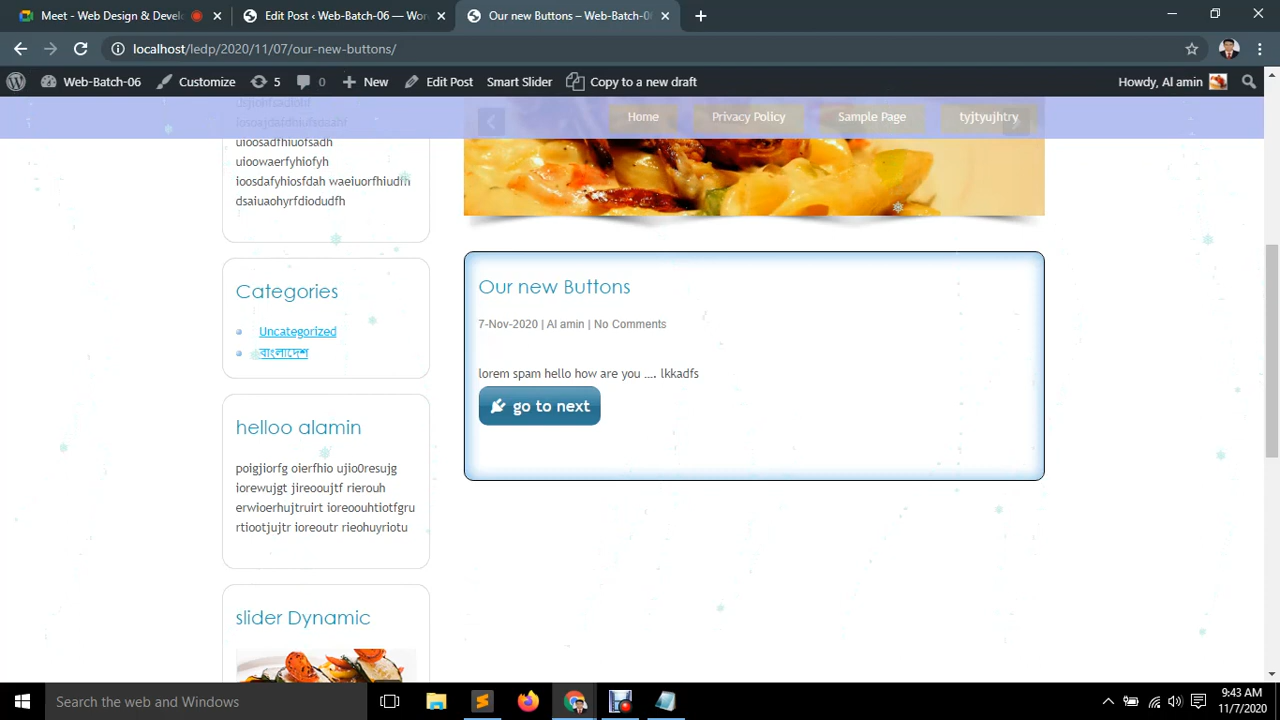 Meet - Web Design & Devel
Edit Post ‹ Web-Batch-06 — Wor
Our new Buttons – Web-Batch-06
localhost/ledp/2020/11/07/our-new-buttons/
Web-Batch-06
Customize
5
0
New
Edit Post
Smart Slider
Copy to a new draft
Howdy, Al amin
Home
Privacy Policy
Sample Page
tyjtyujhtry
uioosadfhiuofsadh
uioowaerfyhiofyh
ioosdafyhiosfdah waeiuorfhiudfh
dsaiuaohyrfdiodudfh
Categories
Uncategorized
বাংলাদেশ
helloo alamin
poigjiorfg oierfhio ujio0resujg
iorewujgt jireooujtf rierouh
erwioerhujtruirt ioreoouhtiotfgru
rtiootjujtr ioreoutr rieohuyriotu
slider Dynamic
Our new Buttons
7-Nov-2020 | Al amin | No Comments
lorem spam hello how are you …. lkkadfs
go to next
Search the web and Windows
9:43 AM
11/7/2020